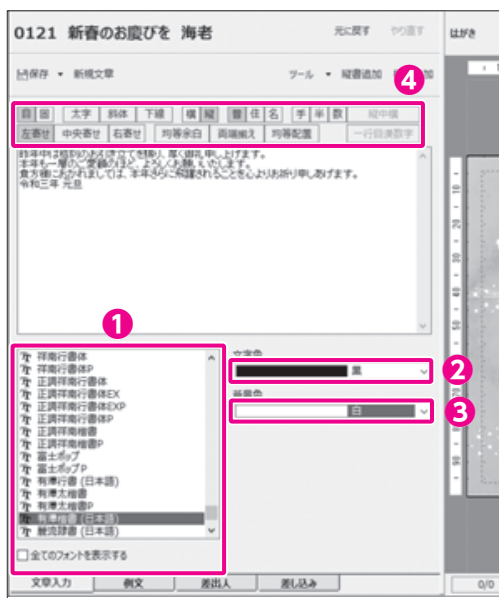 0121 新春のお慶びを 海老
元に戻す やり直す
はがき
保存 ▼ 新規文章
ツール ▼ 縦書追加
加
4
自 固 太字 斜体 下線 横 縦 普 住 名 手 半 数 縦中横
左寄せ 中央寄せ 右寄せ 均等余白 両端揃え 均等配置 一行目漢数字
昨年中は格別のお引き立てを賜り、厚く御礼申し上げます。
本年も一層のご愛顧のほど、よろしくお願いいたします。
貴方様におかれましては、本年さらに飛躍されることを心よりお祈り申しあげます。
令和三年 元旦
1
祥南行書体
祥南行書体P
正調祥南行書体
正調祥南行書体EX
正調祥南行書体EXP
正調祥南行書体P
正調祥南楷書
正調祥南楷書P
富士ポップ
富士ポップP
有澤行書 (日本語)
有澤太楷書
有澤太楷書P
有澤楷書 (日本語)
麗流隷書 (日本語)
全てのフォントを表示する
文字色
黒
2
背景色
白
3
10
20
30
40
50
80
90
文章入力 例文 差出人 差し込み
0/0